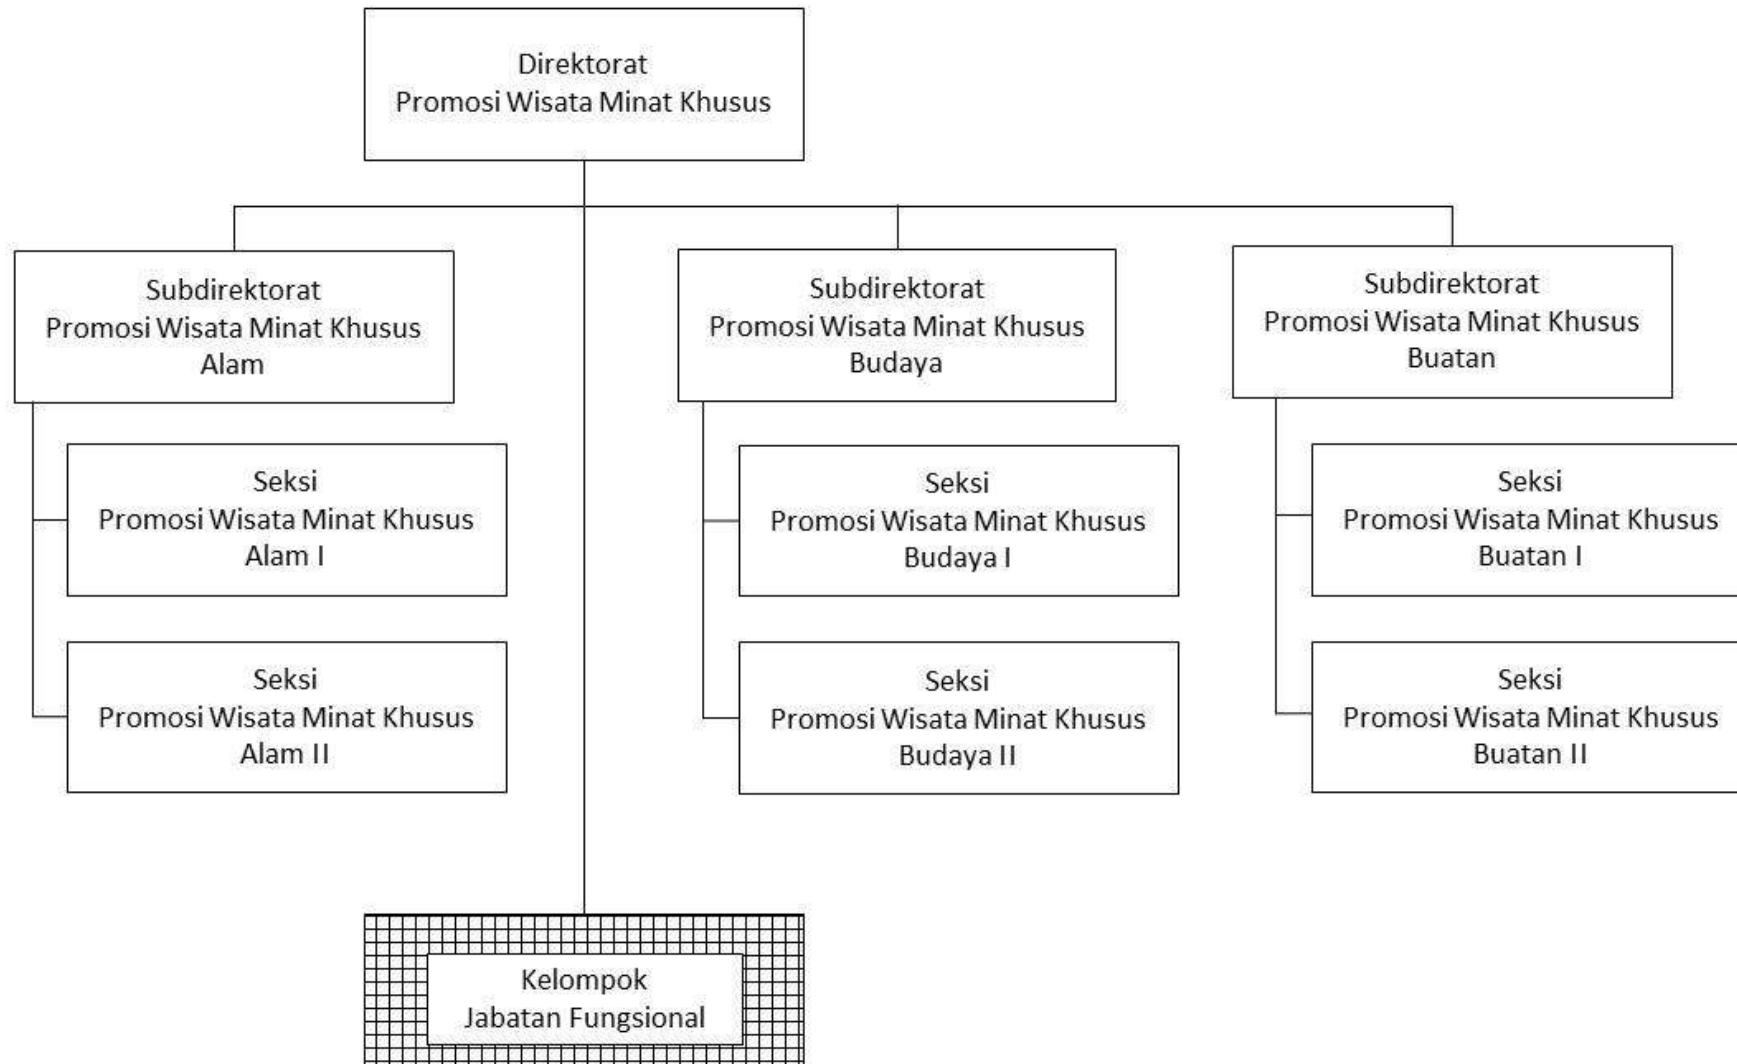 Direktorat
Promosi Wisata Minat Khusus
Subdirektorat
Promosi Wisata Minat Khusus
Alam
Subdirektorat
Promosi Wisata Minat Khusus
Budaya
Subdirektorat
Promosi Wisata Minat Khusus
Buatan
Seksi
Promosi Wisata Minat Khusus
Alam I
Seksi
Promosi Wisata Minat Khusus
Budaya I
Seksi
Promosi Wisata Minat Khusus
Buatan I
Seksi
Promosi Wisata Minat Khusus
Alam II
Seksi
Promosi Wisata Minat Khusus
Budaya II
Seksi
Promosi Wisata Minat Khusus
Buatan II
Kelompok
Jabatan Fungsional